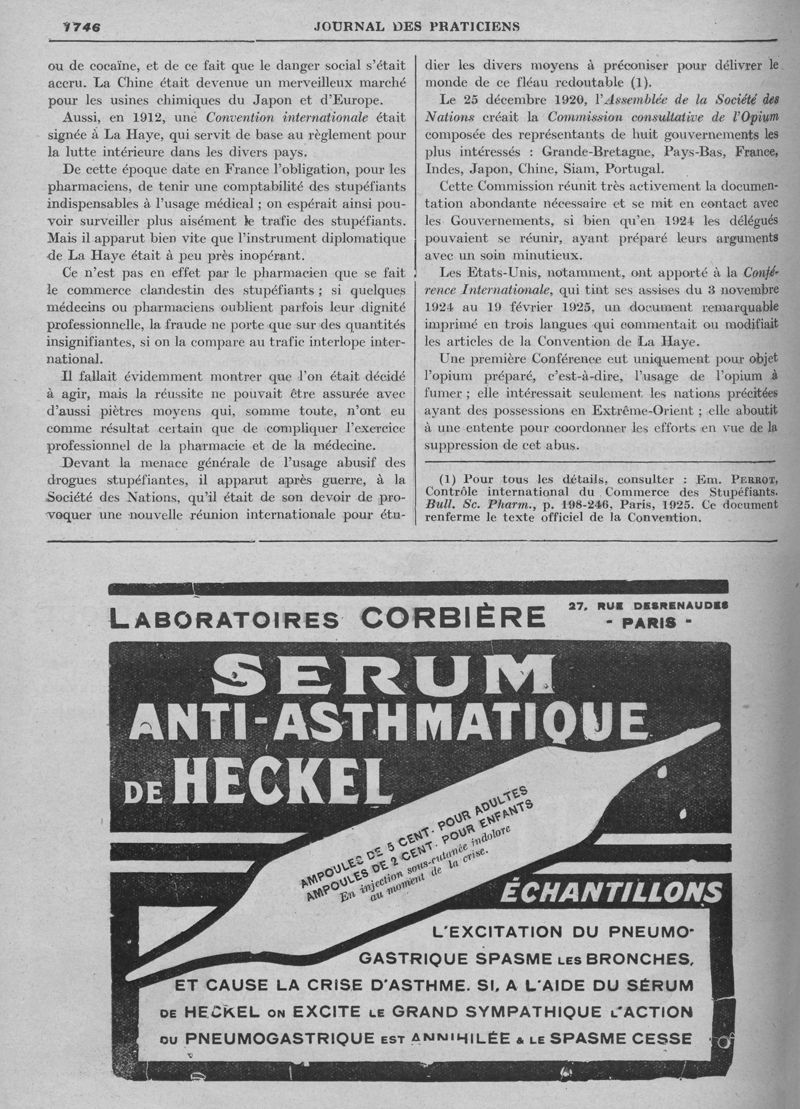 1746
JOURNAL DES PRATICIENS
ou de cocaïne, et de ce fait que le danger social s'était
accru. La Chine était devenue un merveilleux marché
pour les usines chimiques du Japon et d'Europe.
Aussi, en 1912, une Convention internationale était
signée à La Haye, qui servit de base au règlement pour
la lutte intérieure dans les divers pays.
De cette époque date en France l'obligation, pour les
pharmaciens, de tenir une comptabilité des stupéfiants
indispensables à l'usage médical ; on espérait ainsi pou-
voir surveiller plus aisément le trafic des stupéfiants.
Mais il apparut bien vite que l'instrument diplomatique
de La Haye était à peu près inopérant.
Ce n'est pas en effet par le pharmacien que se fait
le commerce clandestin des stupéfiants ; si quelques
médecins ou pharmaciens oublient parfois leur dignité
professionnelle, la fraude ne porte que sur des quantités
insignifiantes, si on la compare au trafic interlope inter-
national.
Il fallait évidemment montrer que l'on était décidé
à agir, mais la réussite ne pouvait être assurée avec
d'aussi piètres moyens qui, somme toute, n'ont eu
comme résultat certain que de compliquer l'exercice
professionnel de la pharmacie et de la médecine.
Devant la menace générale de l'usage abusif des
drogues stupéfiantes, il apparut après guerre, à la
Société des Nations, qu'il était de son devoir de pro-
voquer une nouvelle réunion internationale pour étu-
dier les divers moyens à préconiser pour délivrer le
monde de ce fléau redoutable (1).
Le 25 décembre 1920, l'Assemblée de la Société des
Nations créait la Commission consultative de l'Opium
composée des représentants de huit gouvernements les
plus intéressés : Grande-Bretagne, Pays-Bas, France,
Indes, Japon, Chine, Siam, Portugal.
Cette Commission réunit très activement la documen-
tation abondante nécessaire et se mit en contact avec
les Gouvernements, si bien qu'en 1924 les délégués
pouvaient se réunir, ayant préparé leurs arguments
avec un soin minutieux.
Les Etats-Unis, notamment, ont apporté à la Confé-
rence Internationale, qui tint ses assises du 3 novembre
1924 au 19 février 1925, un document remarquable
imprimé en trois langues qui commentait ou modifiait
les articles de la Convention de La Haye.
Une première Conférence eut uniquement pour objet
l'opium préparé, c'est-à-dire, l'usage de l'opium à
fumer ; elle intéressait seulement les nations précitées
ayant des possessions en Extrême-Orient ; elle aboutit
à une entente pour coordonner les efforts en vue de la
suppression de cet abus.
(1) Pour tous les détails, consulter : Em. PERROT,
Contrôle international du Commerce des Stupéfiants.
Bull. Sc. Pharm., p. 198-246, Paris, 1925. Ce document
renferme le texte officiel de la Convention.
LABORATOIRES CORBIÈRE
27, RUE DESRENAUDES
- PARIS -
SERUM
ANTI-ASTHMATIQUE
DE HECKEL
AMPOULES DE 5 CENT. POUR ADULTES
AMPOULES DE 2 CENT. POUR ENFANTS
En injection sous-cutanée indolore
au moment de la crise.
ÉCHANTILLONS
L'EXCITATION DU PNEUMO-
GASTRIQUE SPASME LES BRONCHES,
ET CAUSE LA CRISE D'ASTHME. SI, A L'AIDE DU SÉRUM
DE HECKEL ON EXCITE LE GRAND SYMPATHIQUE L'ACTION
DU PNEUMOGASTRIQUE EST ANNIHILÉE & LE SPASME CESSE